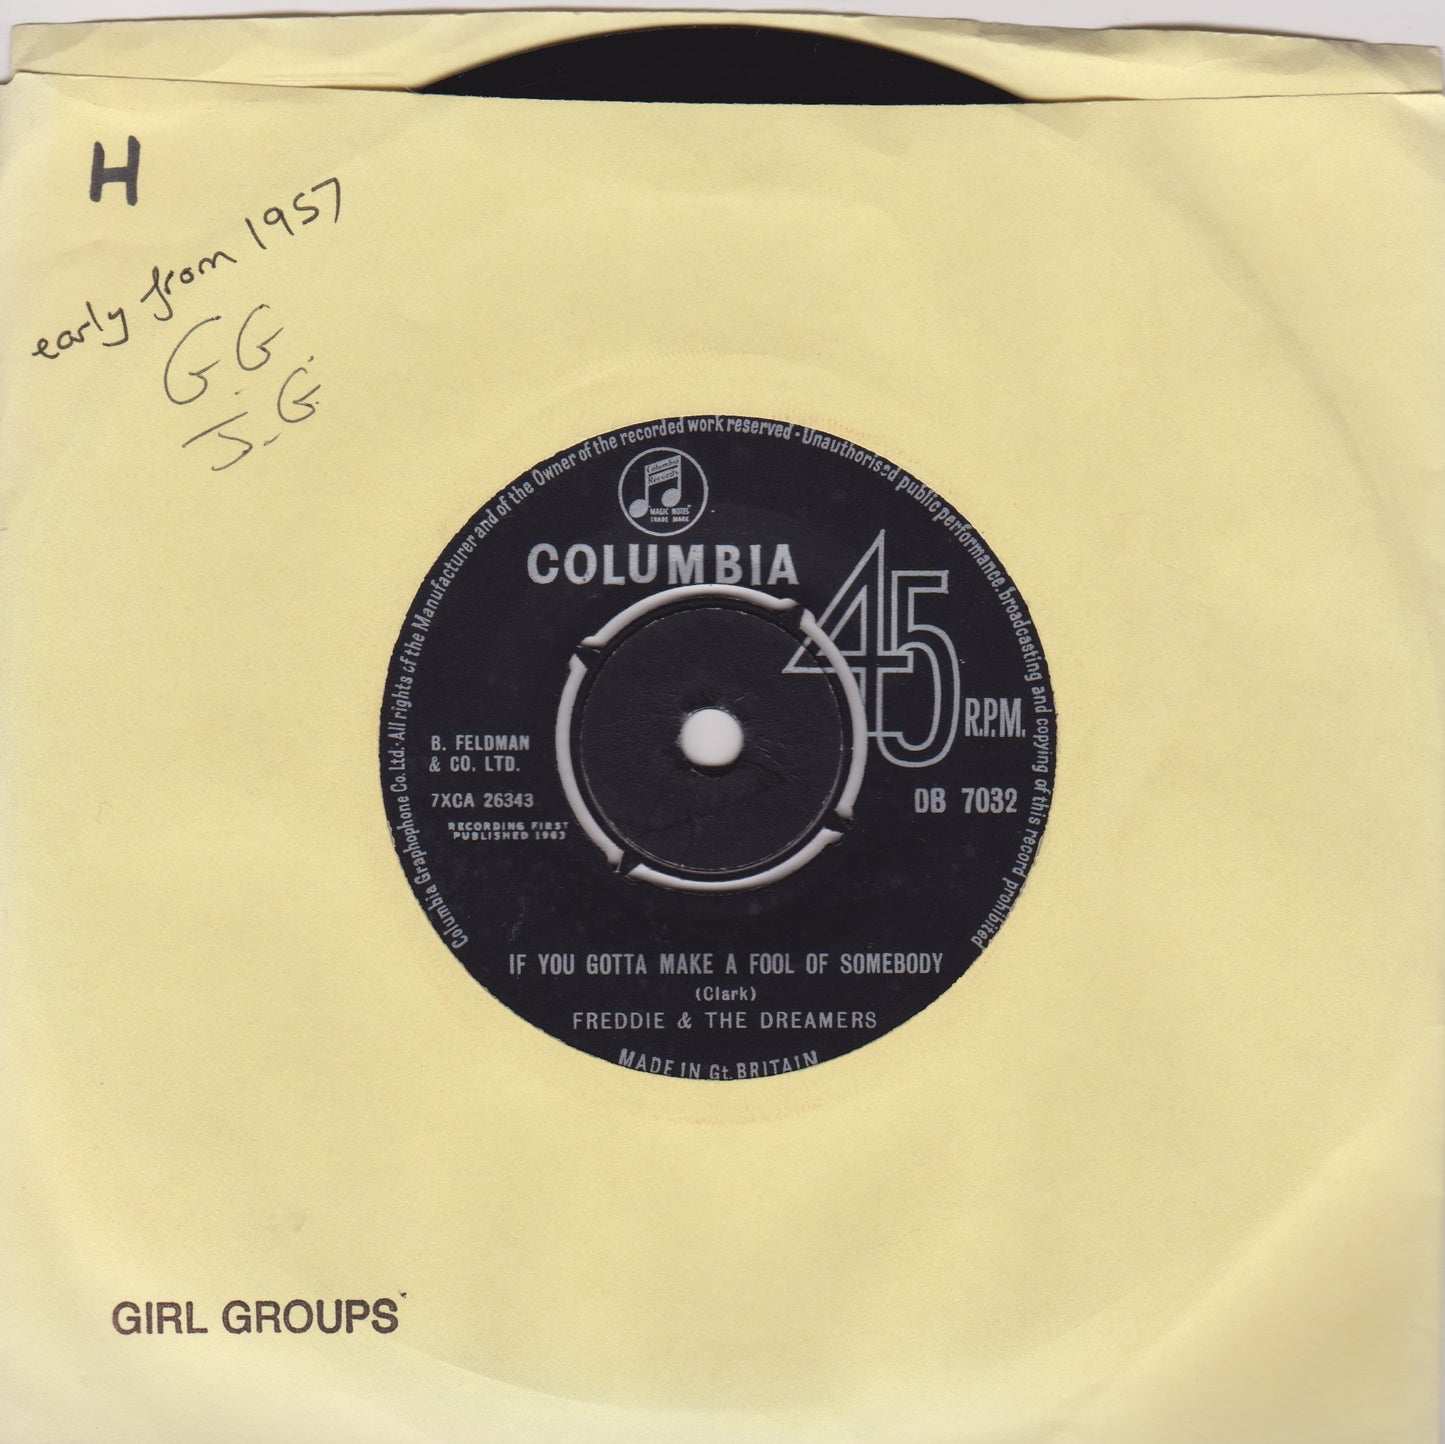 H
early from 1957
G.G.
J.G
Columbia Graphophone Co. Ltd. · All rights of the Manufacturer and of the Owner of the recorded work reserved · Unauthorised public performance, broadcasting and copying of this record prohibited
Columbia
Records
"MAGIC NOTES"
TRADE MARK
COLUMBIA
45 R.P.M.
B. FELDMAN
& CO. LTD.
7XCA 26343
DB 7032
RECORDING FIRST
PUBLISHED 1963
IF YOU GOTTA MAKE A FOOL OF SOMEBODY
(Clark)
FREDDIE & THE DREAMERS
MADE IN Gt. BRITAIN
GIRL GROUPS